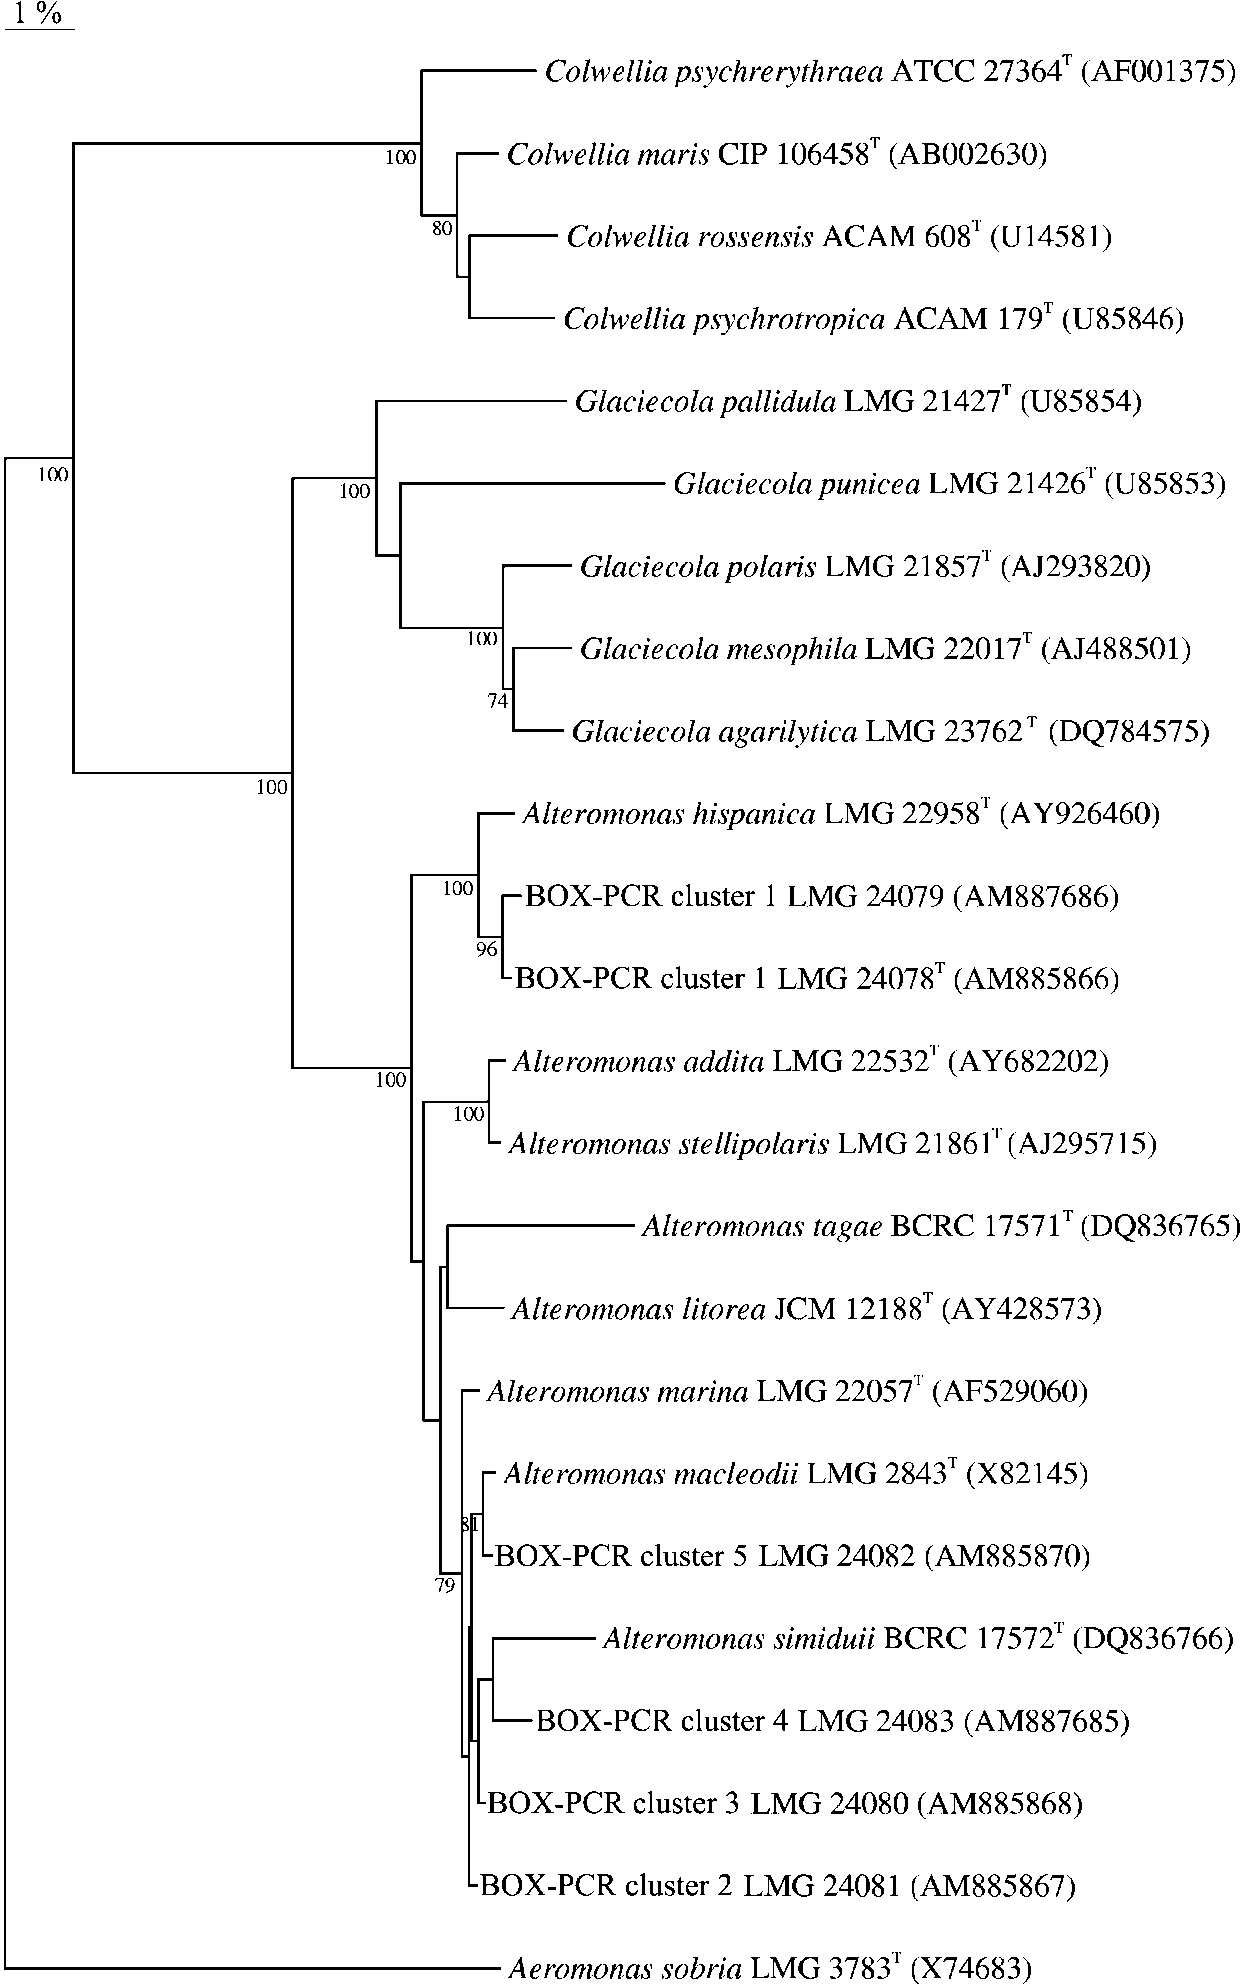 1 %
Colwellia psychrerythraea ATCC 27364T (AF001375)
100
Colwellia maris CIP 106458T (AB002630)
80
Colwellia rossensis ACAM 608T (U14581)
Colwellia psychrotropica ACAM 179T (U85846)
Glaciecola pallidula LMG 21427T (U85854)
100
100
Glaciecola punicea LMG 21426T (U85853)
Glaciecola polaris LMG 21857T (AJ293820)
100
Glaciecola mesophila LMG 22017T (AJ488501)
74
Glaciecola agarilytica LMG 23762T (DQ784575)
100
Alteromonas hispanica LMG 22958T (AY926460)
100
BOX-PCR cluster 1 LMG 24079 (AM887686)
96
BOX-PCR cluster 1 LMG 24078T (AM885866)
Alteromonas addita LMG 22532T (AY682202)
100
100
Alteromonas stellipolaris LMG 21861T (AJ295715)
Alteromonas tagae BCRC 17571T (DQ836765)
Alteromonas litorea JCM 12188T (AY428573)
Alteromonas marina LMG 22057T (AF529060)
Alteromonas macleodii LMG 2843T (X82145)
81
BOX-PCR cluster 5 LMG 24082 (AM885870)
79
Alteromonas simiduii BCRC 17572T (DQ836766)
BOX-PCR cluster 4 LMG 24083 (AM887685)
BOX-PCR cluster 3 LMG 24080 (AM885868)
BOX-PCR cluster 2 LMG 24081 (AM885867)
Aeromonas sobria LMG 3783T (X74683)